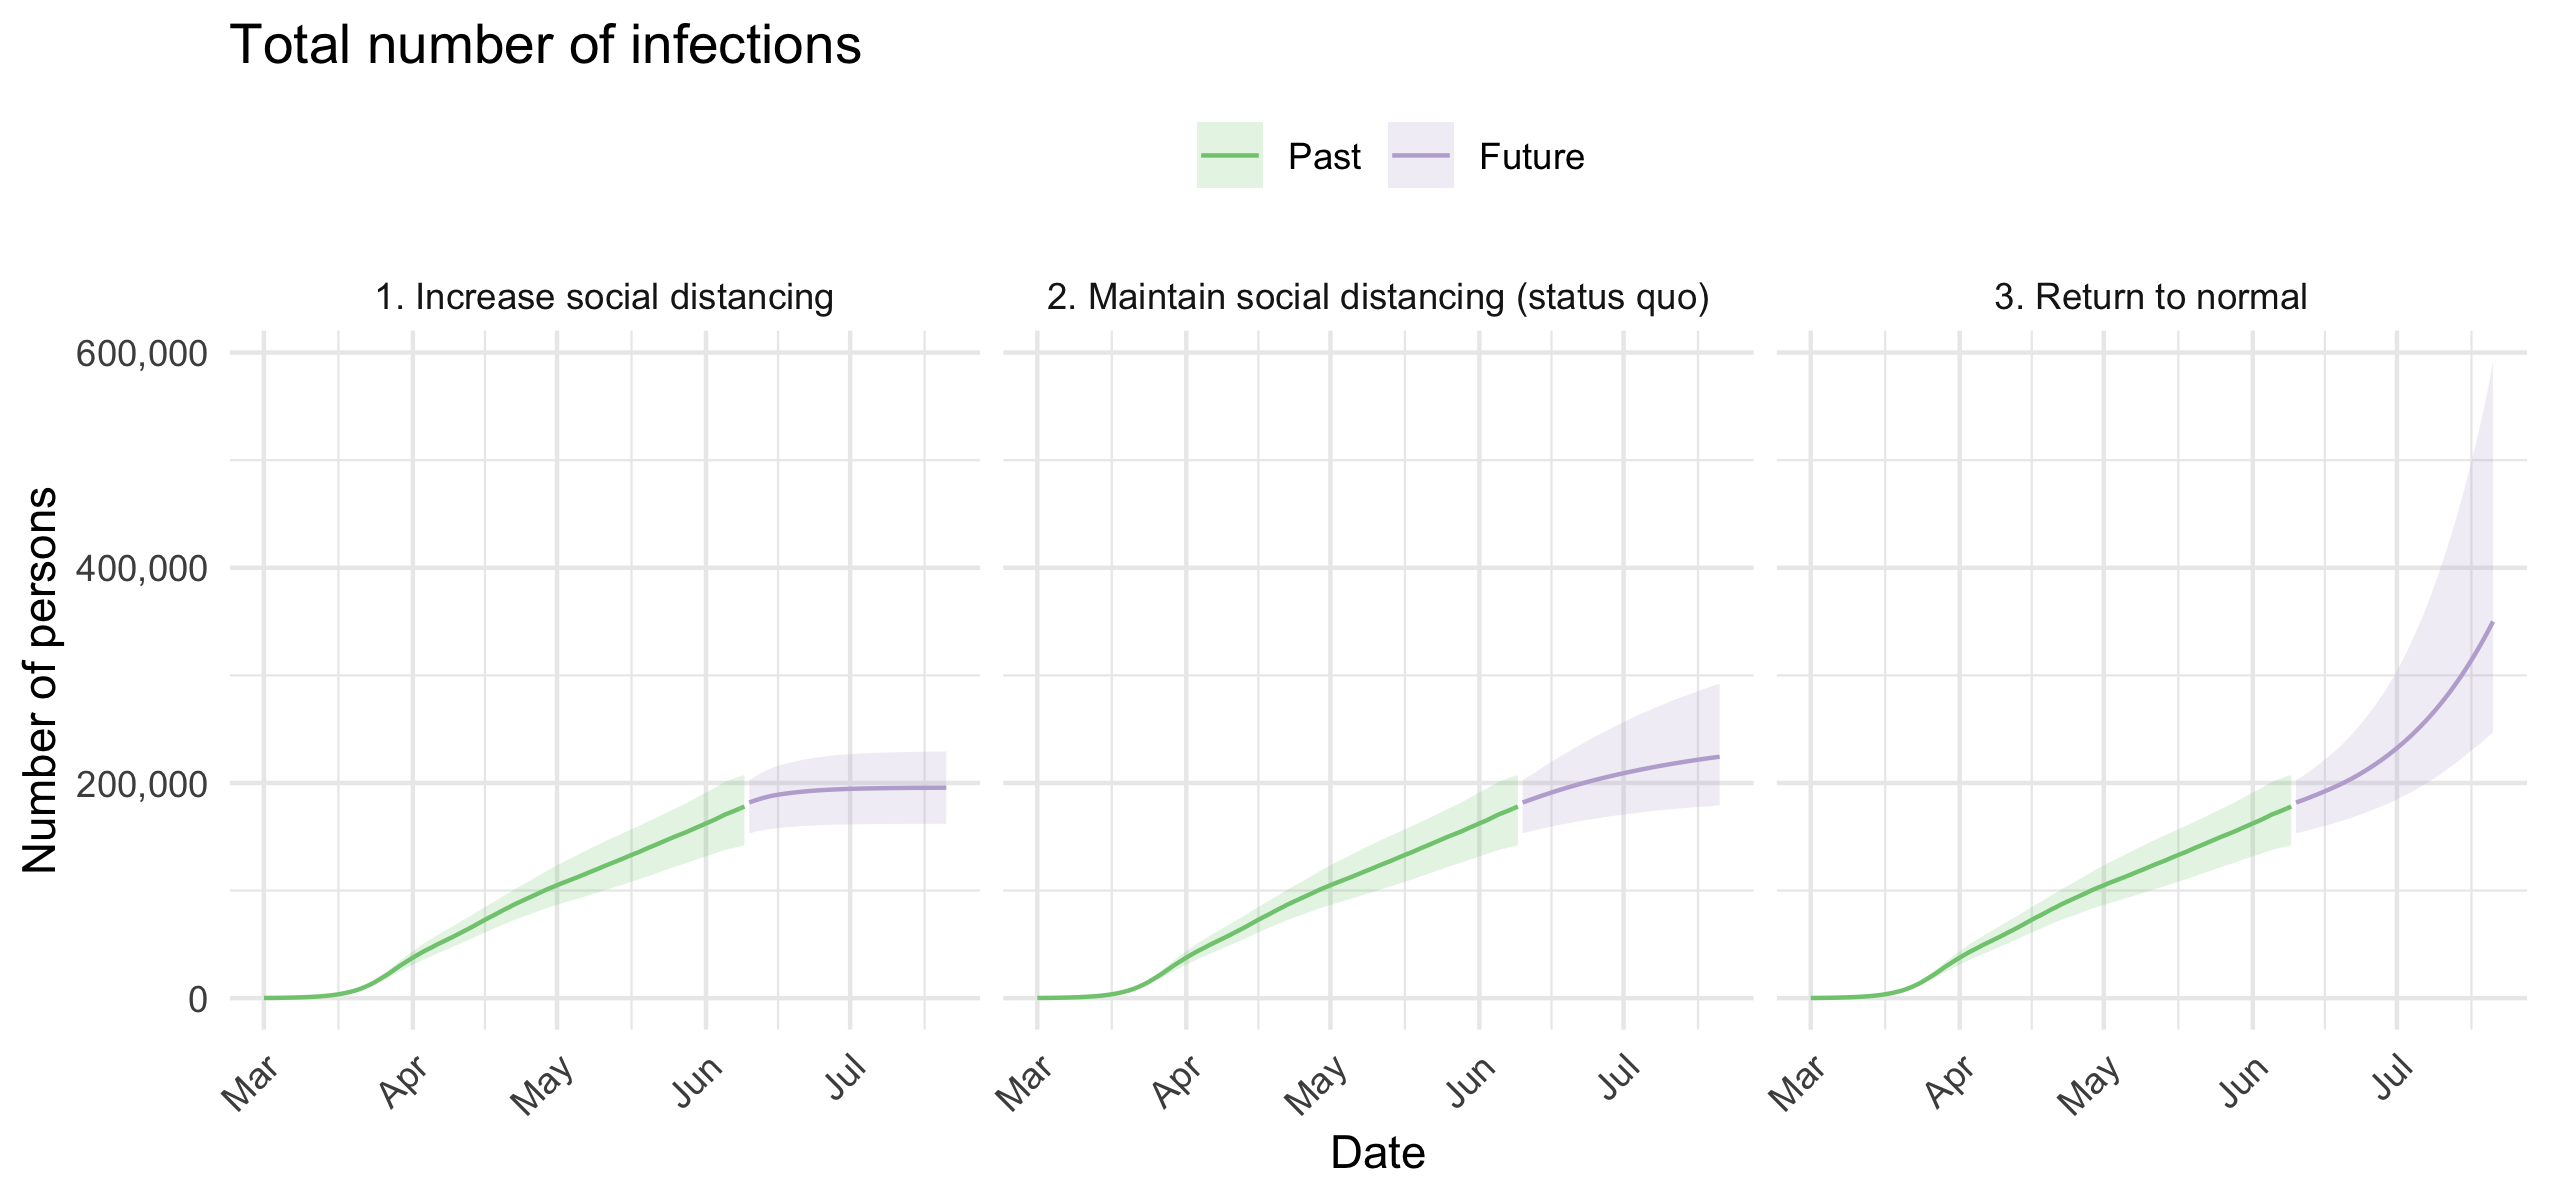 Total number of infections
Past
Future
1. Increase social distancing
2. Maintain social distancing (status quo)
3. Return to normal
Number of persons
600,000
400,000
200,000
0
Mar
Apr
May
Jun
Jul
Mar
Apr
May
Jun
Jul
Mar
Apr
May
Jun
Jul
Date